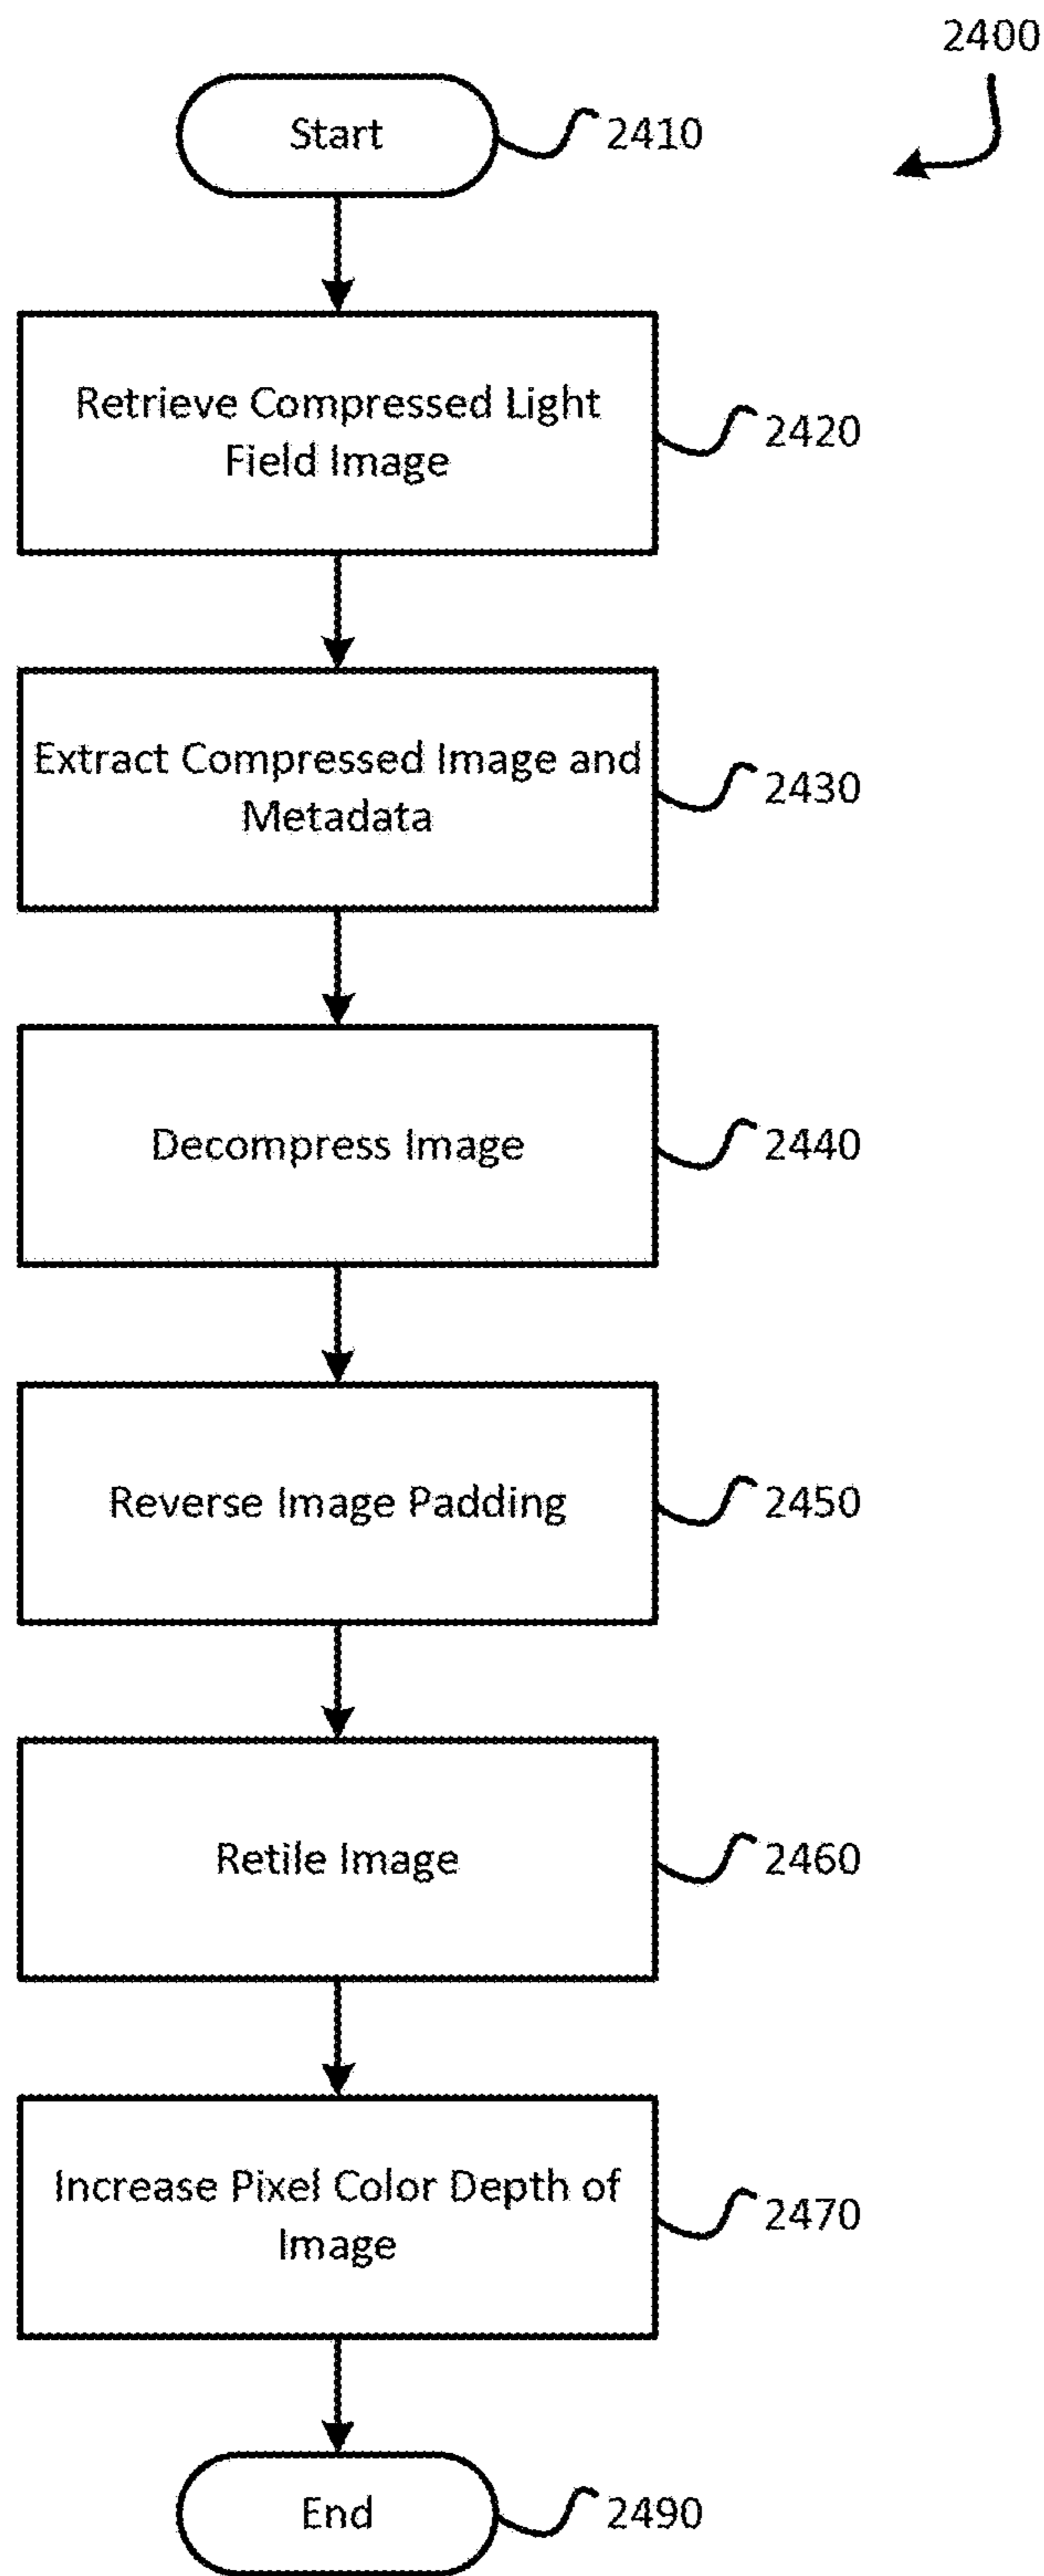 2400
Start
2410
Retrieve Compressed Light
Field Image
2420
Extract Compressed Image and
Metadata
2430
Decompress Image
2440
Reverse Image Padding
2450
Retile Image
2460
Increase Pixel Color Depth of
Image
2470
End
2490